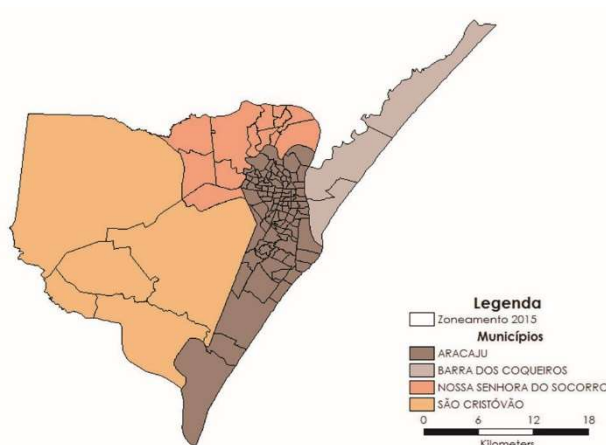 Legenda
Zoneamento 2015
Municípios
ARACAJU
BARRA DOS COQUEIROS
NOSSA SENHORA DO SOCORRO
SÃO CRISTÓVÃO
0 6 12 18
Kilometers